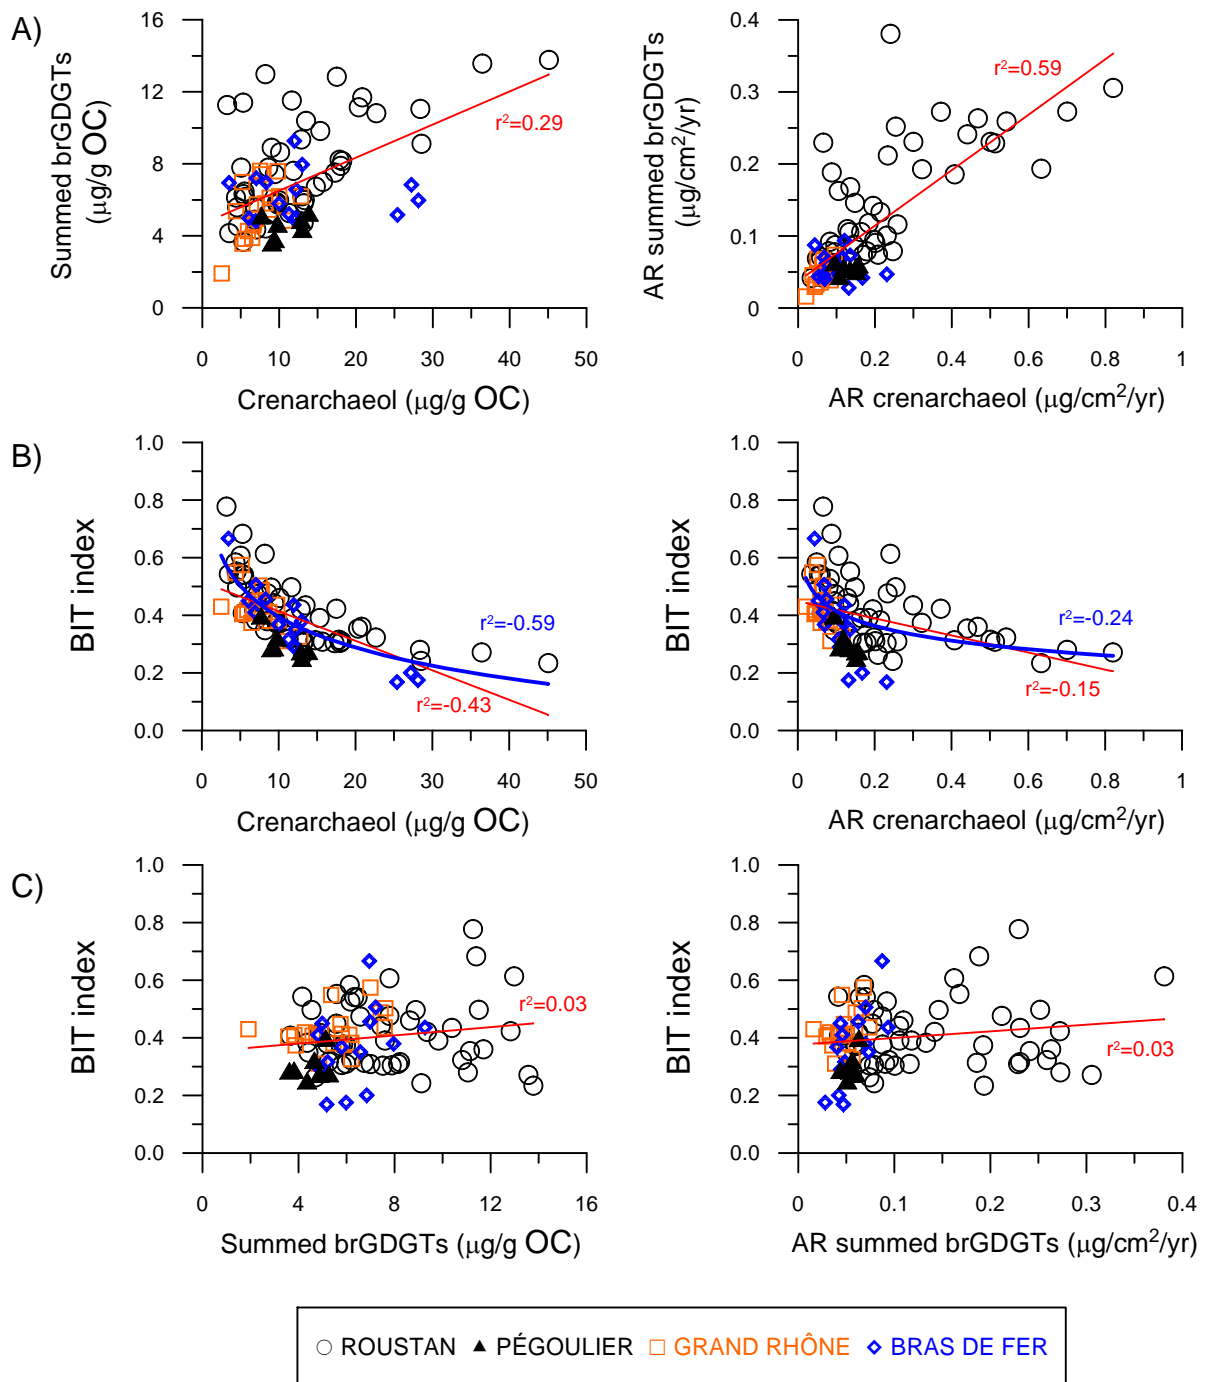 A)
Summed brGDGTs
(μg/g OC)
16
12
8
4
0
r²=0.29
0 10 20 30 40 50
Crenarchaeol (μg/g OC)
AR summed brGDGTs
(μg/cm²/yr)
0.4
0.3
0.2
0.1
0
r²=0.59
0 0.2 0.4 0.6 0.8 1
AR crenarchaeol (μg/cm²/yr)
B)
BIT index
1.0
0.8
0.6
0.4
0.2
0.0
r²=-0.59
r²=-0.43
0 10 20 30 40 50
Crenarchaeol (μg/g OC)
BIT index
1.0
0.8
0.6
0.4
0.2
0.0
r²=-0.24
r²=-0.15
0 0.2 0.4 0.6 0.8 1
AR crenarchaeol (μg/cm²/yr)
C)
BIT index
1.0
0.8
0.6
0.4
0.2
0.0
r²=0.03
0 4 8 12 16
Summed brGDGTs (μg/g OC)
BIT index
1.0
0.8
0.6
0.4
0.2
0.0
r²=0.03
0 0.1 0.2 0.3 0.4
AR summed brGDGTs (μg/cm²/yr)
ROUSTAN PÉGOULIER GRAND RHÔNE BRAS DE FER